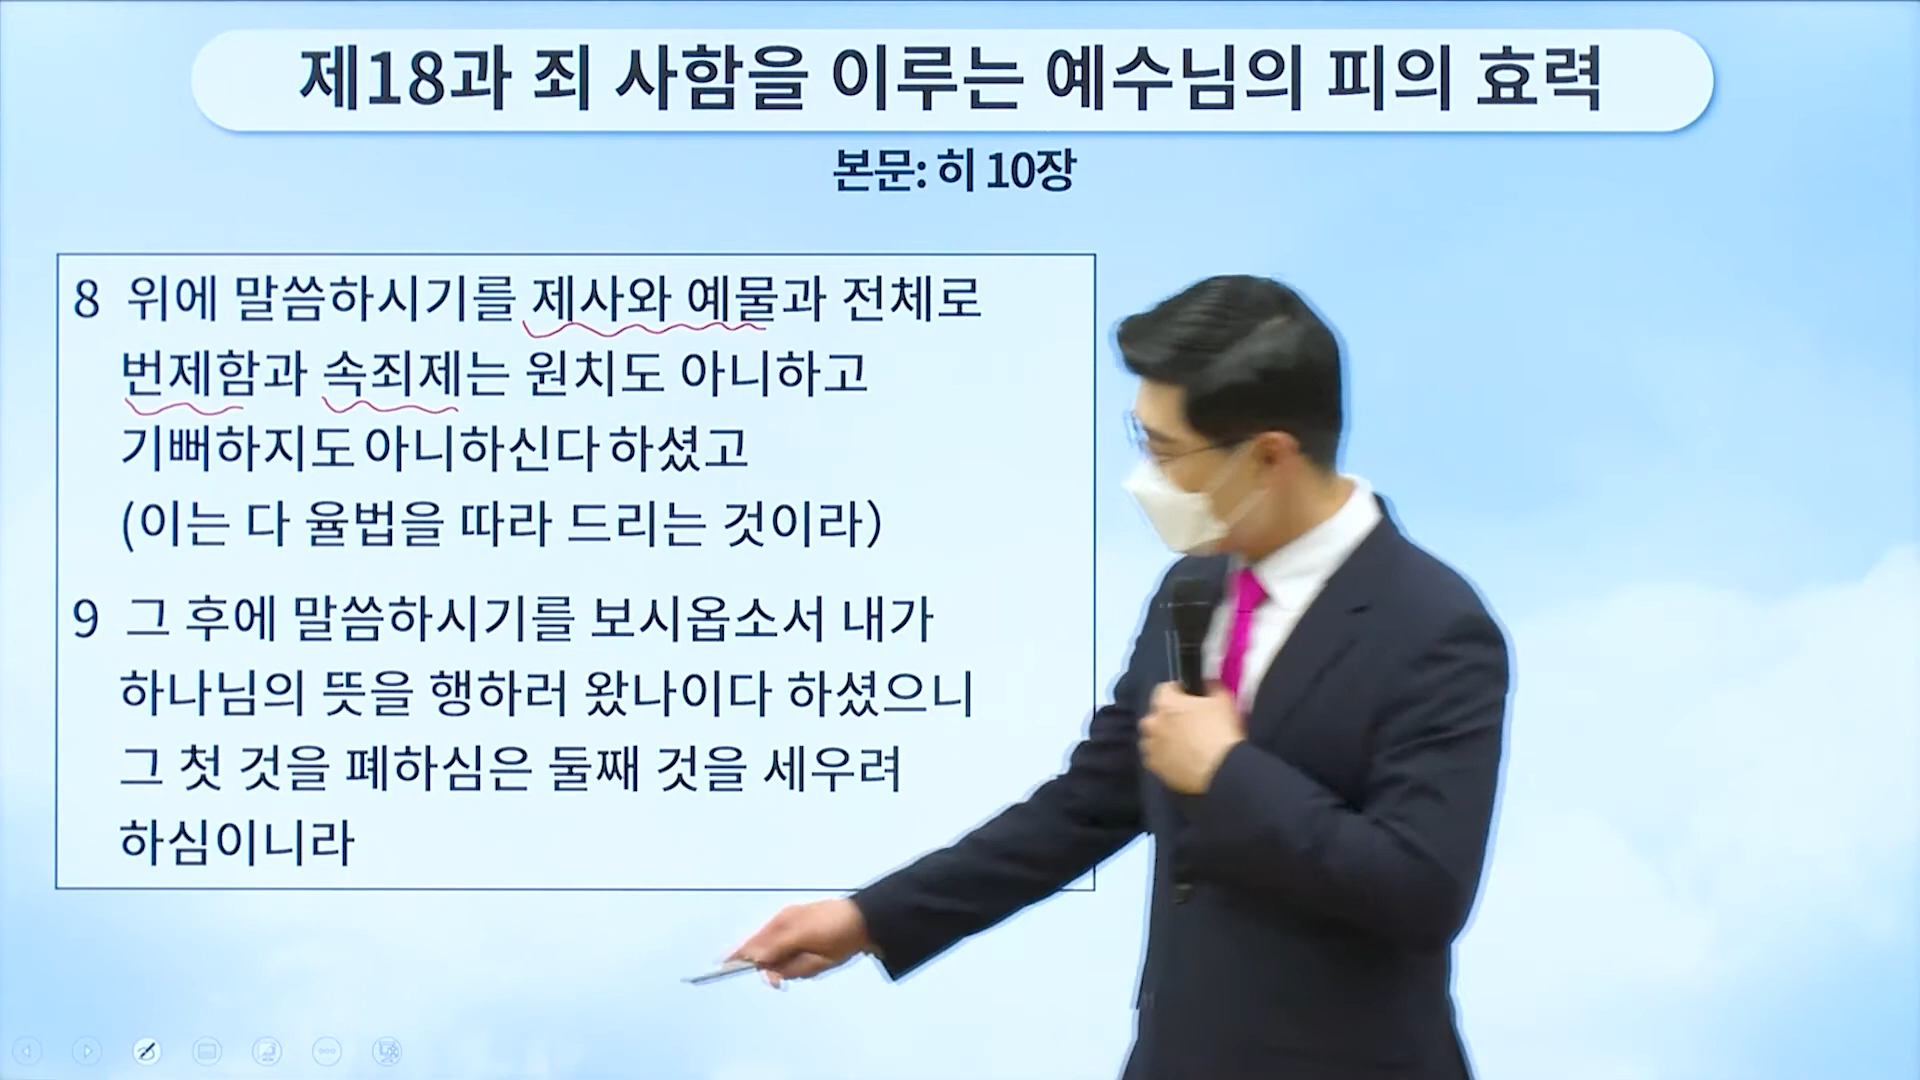 제18과 죄 사함을 이루는 예수님의 피의 효력
본문: 히 10장
8 위에 말씀하시기를 제사와 예물과 전체로
번제함과 속죄제는 원치도 아니하고
기뻐하지도 아니하신다 하셨고
(이는 다 율법을 따라 드리는 것이라)
9 그 후에 말씀하시기를 보시옵소서 내가
하나님의 뜻을 행하러 왔나이다 하셨으니
그 첫 것을 폐하심은 둘째 것을 세우려
하심이니라